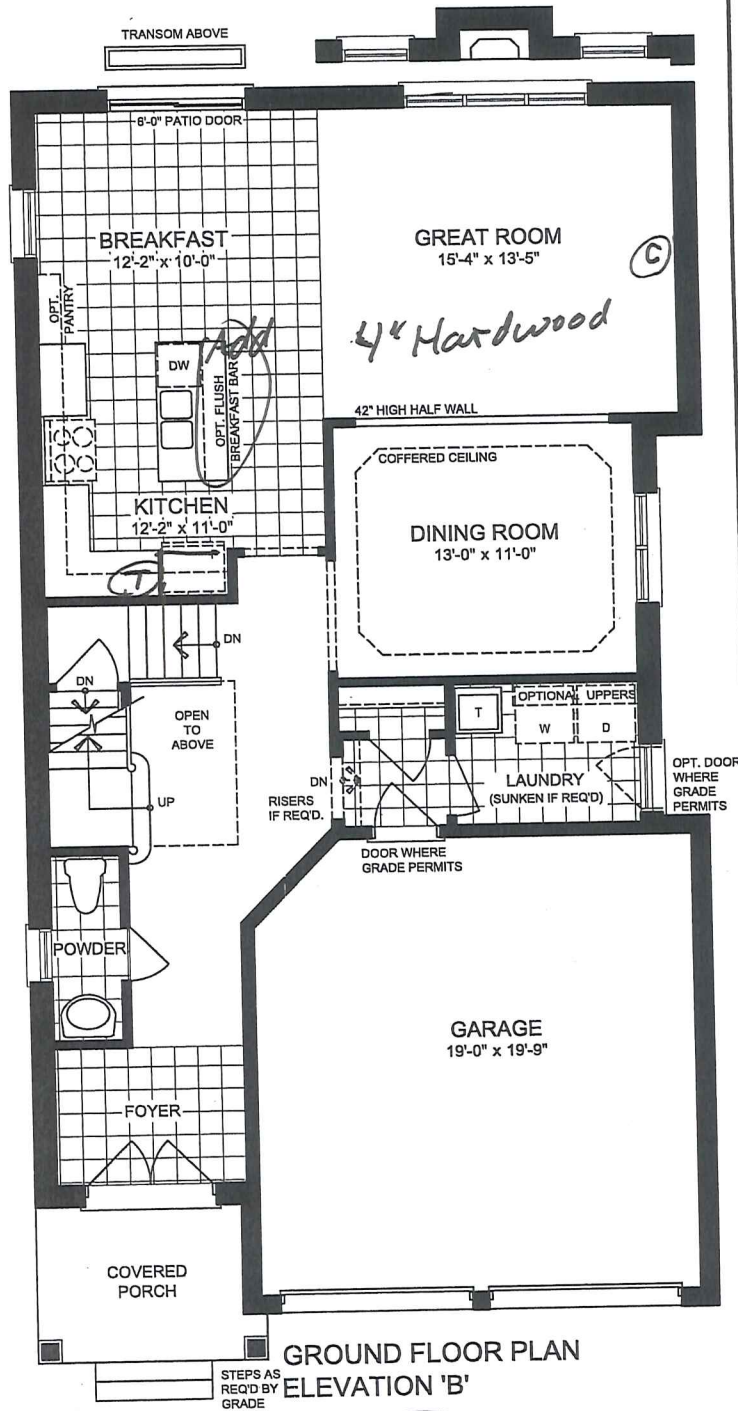 TRANSOM ABOVE
6'-0" PATIO DOOR
BREAKFAST
12'-2" x 10'-0"
GREAT ROOM
15'-4" x 13'-5"
C
OPT.
PANTRY
Add
4" Hardwood
DW
OPT. FLUSH
BREAKFAST BAR
42" HIGH HALF WALL
COFFERED CEILING
KITCHEN
12'-2" x 11'-0"
DINING ROOM
13'-0" x 11'-0"
T
DN
DN
OPEN
TO
ABOVE
UP
T
OPTIONAL UPPERS
W
D
DN
RISERS
IF REQ'D.
LAUNDRY
(SUNKEN IF REQ'D)
OPT. DOOR
WHERE
GRADE
PERMITS
DOOR WHERE
GRADE PERMITS
POWDER
GARAGE
19'-0" x 19'-9"
FOYER
COVERED
PORCH
STEPS AS
REQ'D BY
GRADE
GROUND FLOOR PLAN
ELEVATION 'B'